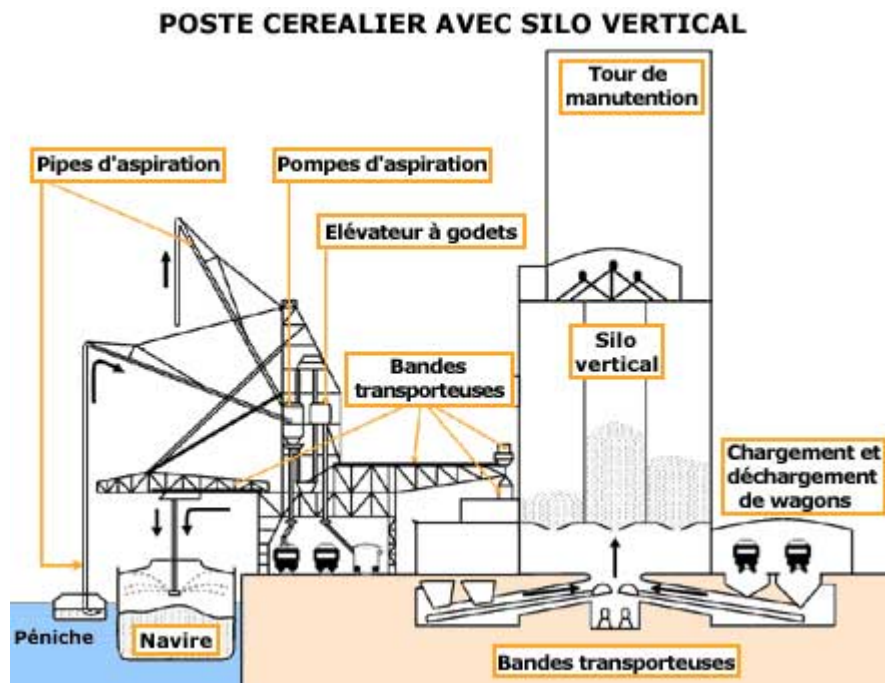 POSTE CEREALIER AVEC SILO VERTICAL
Tour de
manutention
Pipes d'aspiration
Pompes d'aspiration
Elévateur à godets
Bandes
transporteuses
Silo
vertical
Chargement et
déchargement
de wagons
Péniche
Navire
Bandes transporteuses